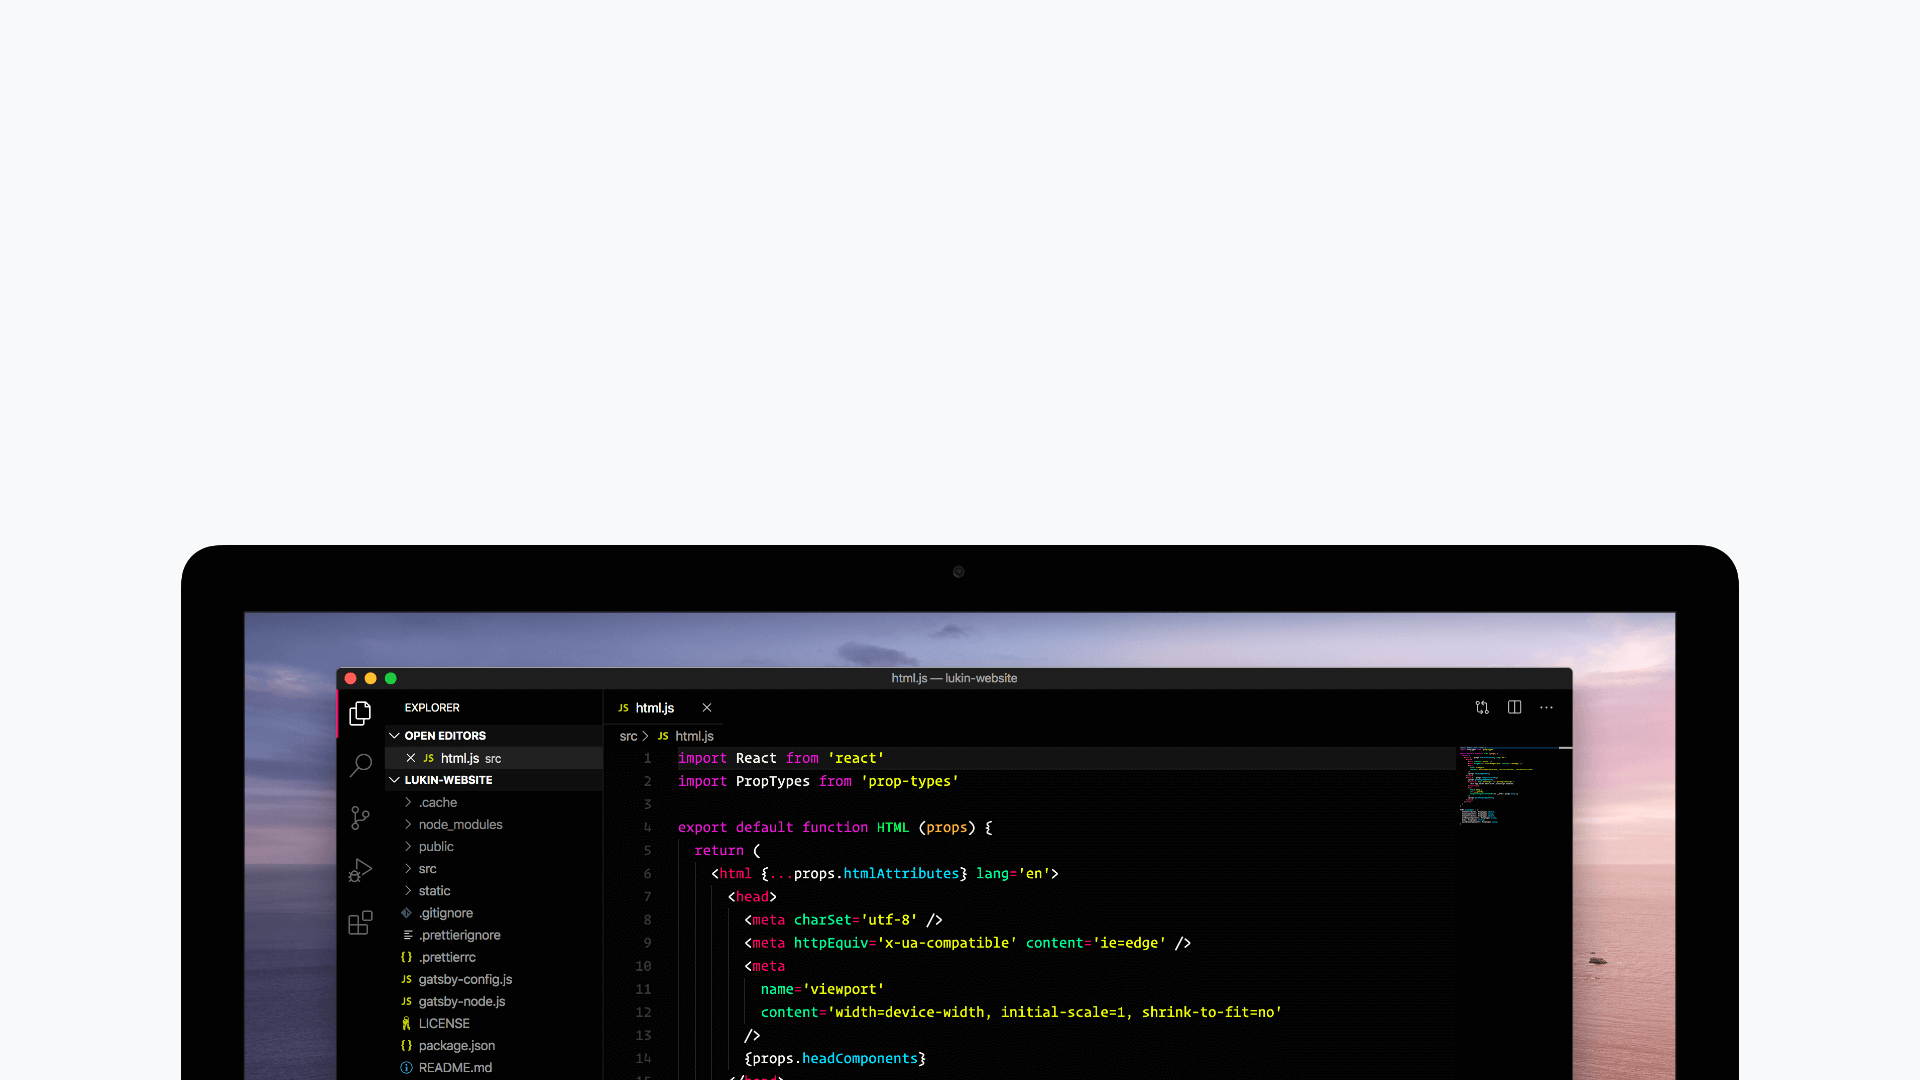 html.js — lukin-website
EXPLORER
OPEN EDITORS
JS html.js src
LUKIN-WEBSITE
.cache
node_modules
public
src
static
.gitignore
.prettierignore
{} .prettierrc
JS gatsby-config.js
JS gatsby-node.js
LICENSE
{} package.json
README.md
JS html.js
src > JS html.js
1 import React from 'react'
2 import PropTypes from 'prop-types'
3
4 export default function HTML (props) {
5 return (
6 <html {...props.htmlAttributes} lang='en'>
7 <head>
8 <meta charSet='utf-8' />
9 <meta httpEquiv='x-ua-compatible' content='ie=edge' />
10 <meta
11 name='viewport'
12 content='width=device-width, initial-scale=1, shrink-to-fit=no'
13 />
14 {props.headComponents}